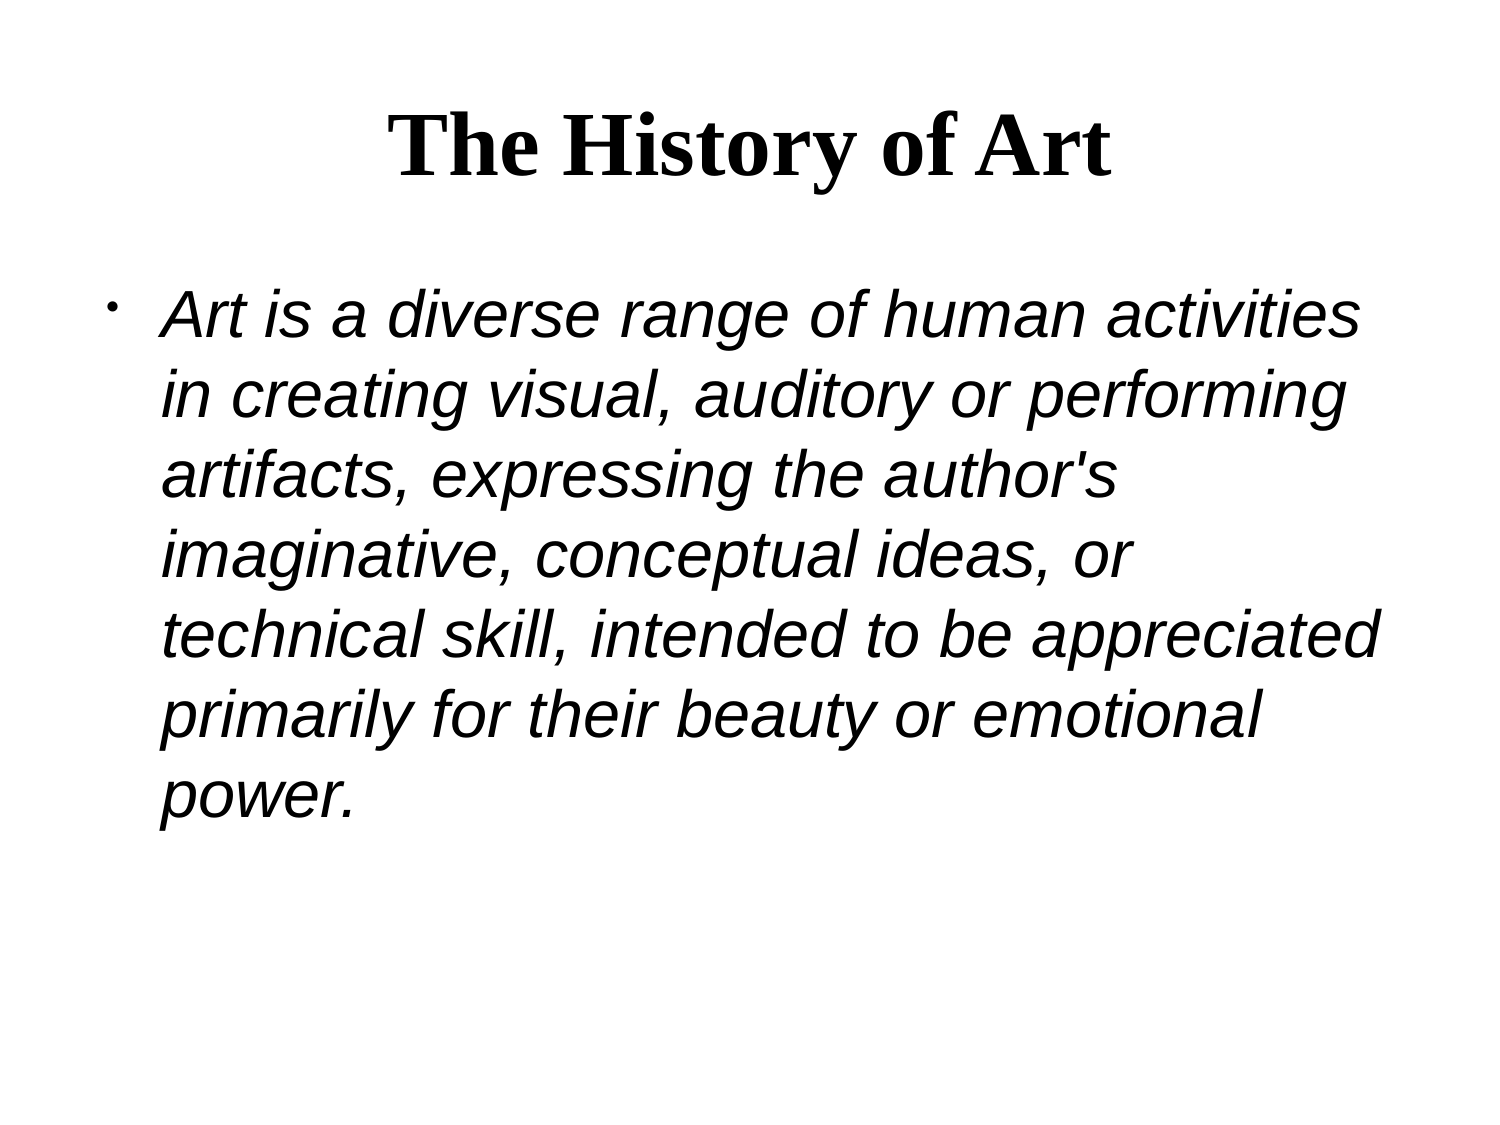 The History of Art
• Art is a diverse range of human activities
in creating visual, auditory or performing
artifacts, expressing the author's
imaginative, conceptual ideas, or
technical skill, intended to be appreciated
primarily for their beauty or emotional
power.